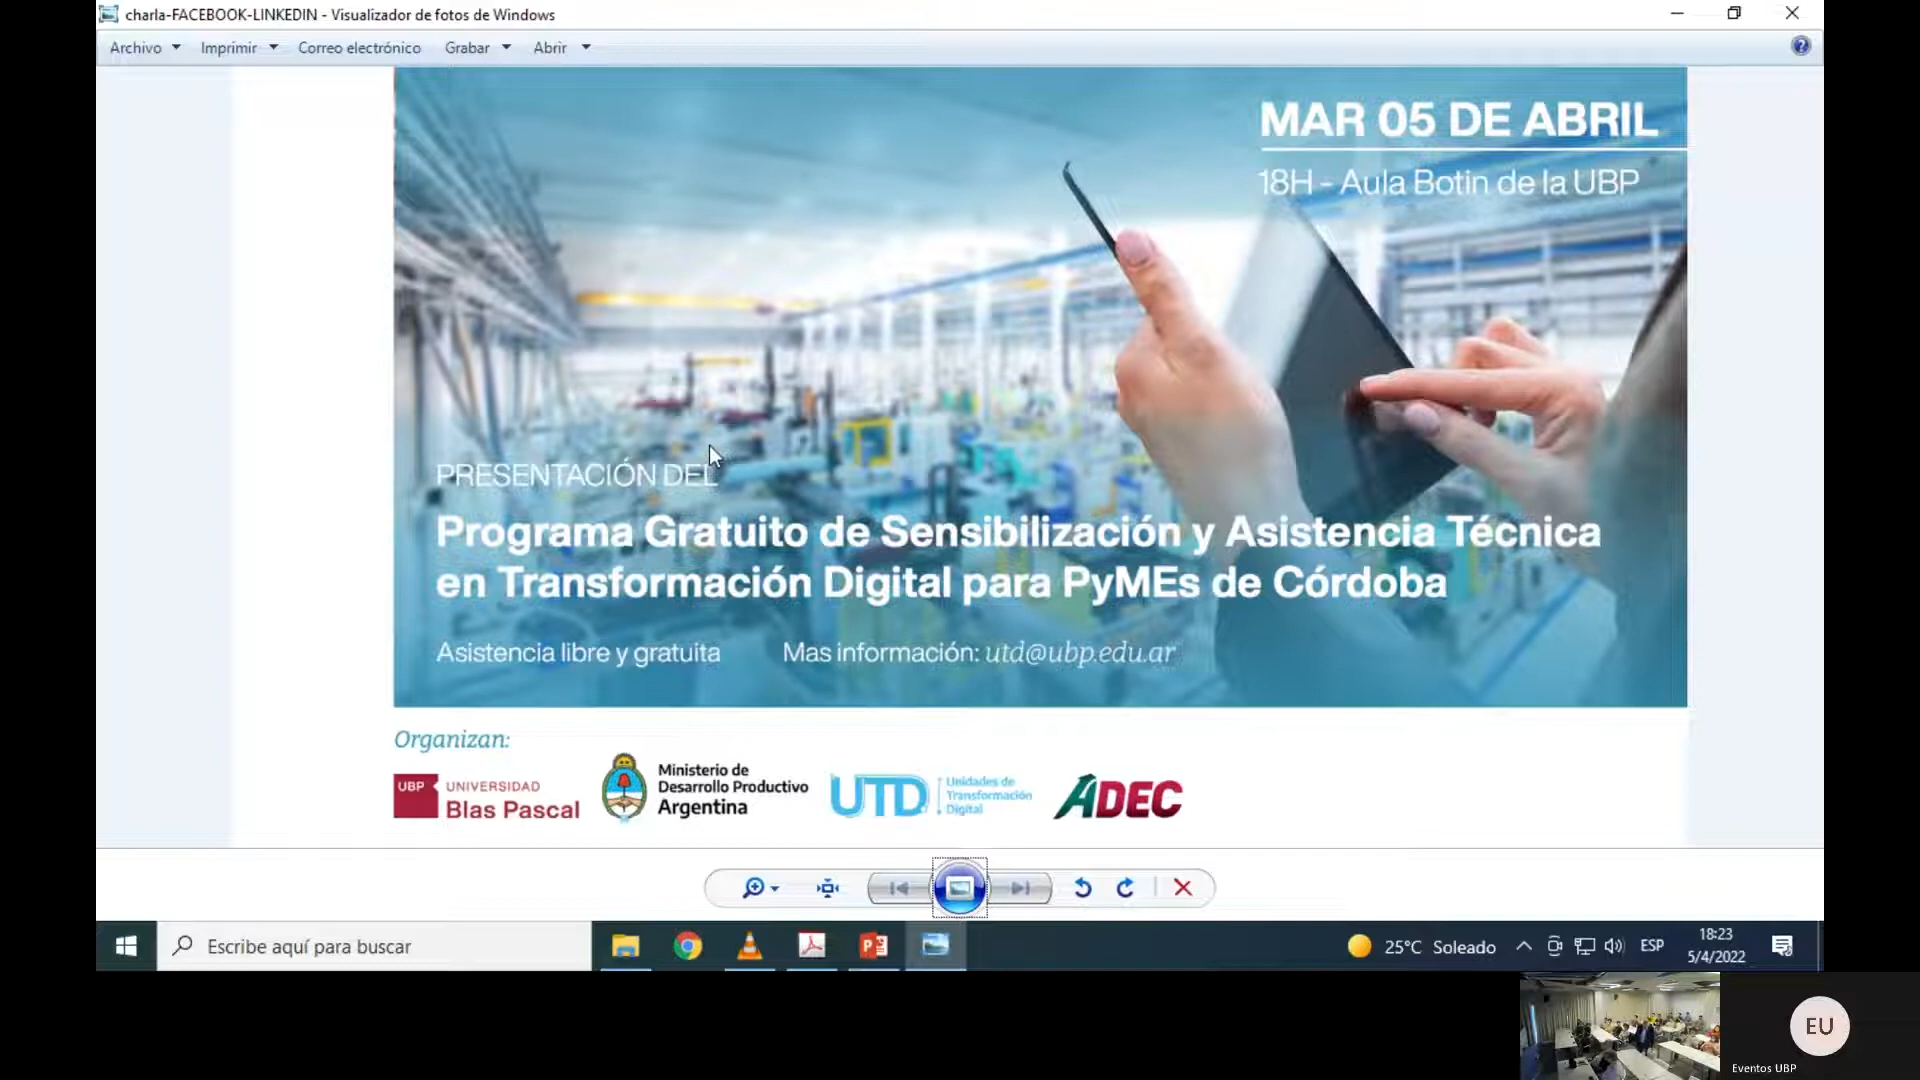 charla-FACEBOOK-LINKEDIN - Visualizador de fotos de Windows
Archivo Imprimir Correo electrónico Grabar Abrir
MAR 05 DE ABRIL
18H - Aula Botin de la UBP
PRESENTACIÓN DEL
Programa Gratuito de Sensibilización y Asistencia Técnica
en Transformación Digital para PyMEs de Córdoba
Asistencia libre y gratuita Mas información: utd@ubp.edu.ar
Organizan:
UBP UNIVERSIDAD
Blas Pascal
Ministerio de
Desarrollo Productivo
Argentina
UTD Unidades de
Transformación
Digital
ADEC
Escribe aquí para buscar
25°C Soleado
ESP
18:23
5/4/2022
EU
Eventos UBP